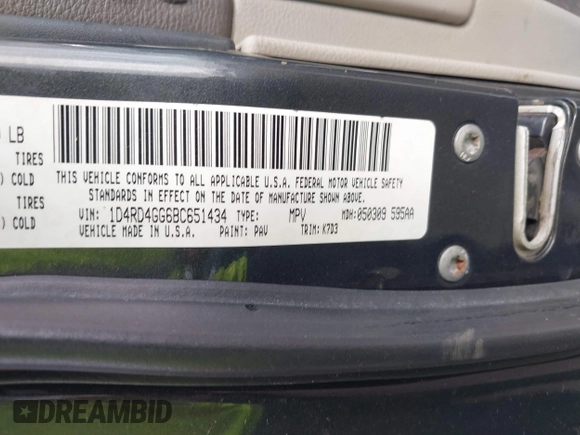 LB
TIRES
COLD
TIRES
COLD
THIS VEHICLE CONFORMS TO ALL APPLICABLE U.S.A. FEDERAL MOTOR VEHICLE SAFETY
STANDARDS IN EFFECT ON THE DATE OF MANUFACTURE SHOWN ABOVE.
VIN: 1D4RD4GG6BC651434 TYPE: MPV MDH:050309 595AA
VEHICLE MADE IN U.S.A. PAINT: PAV TRIM: K7D3
DREAMBID